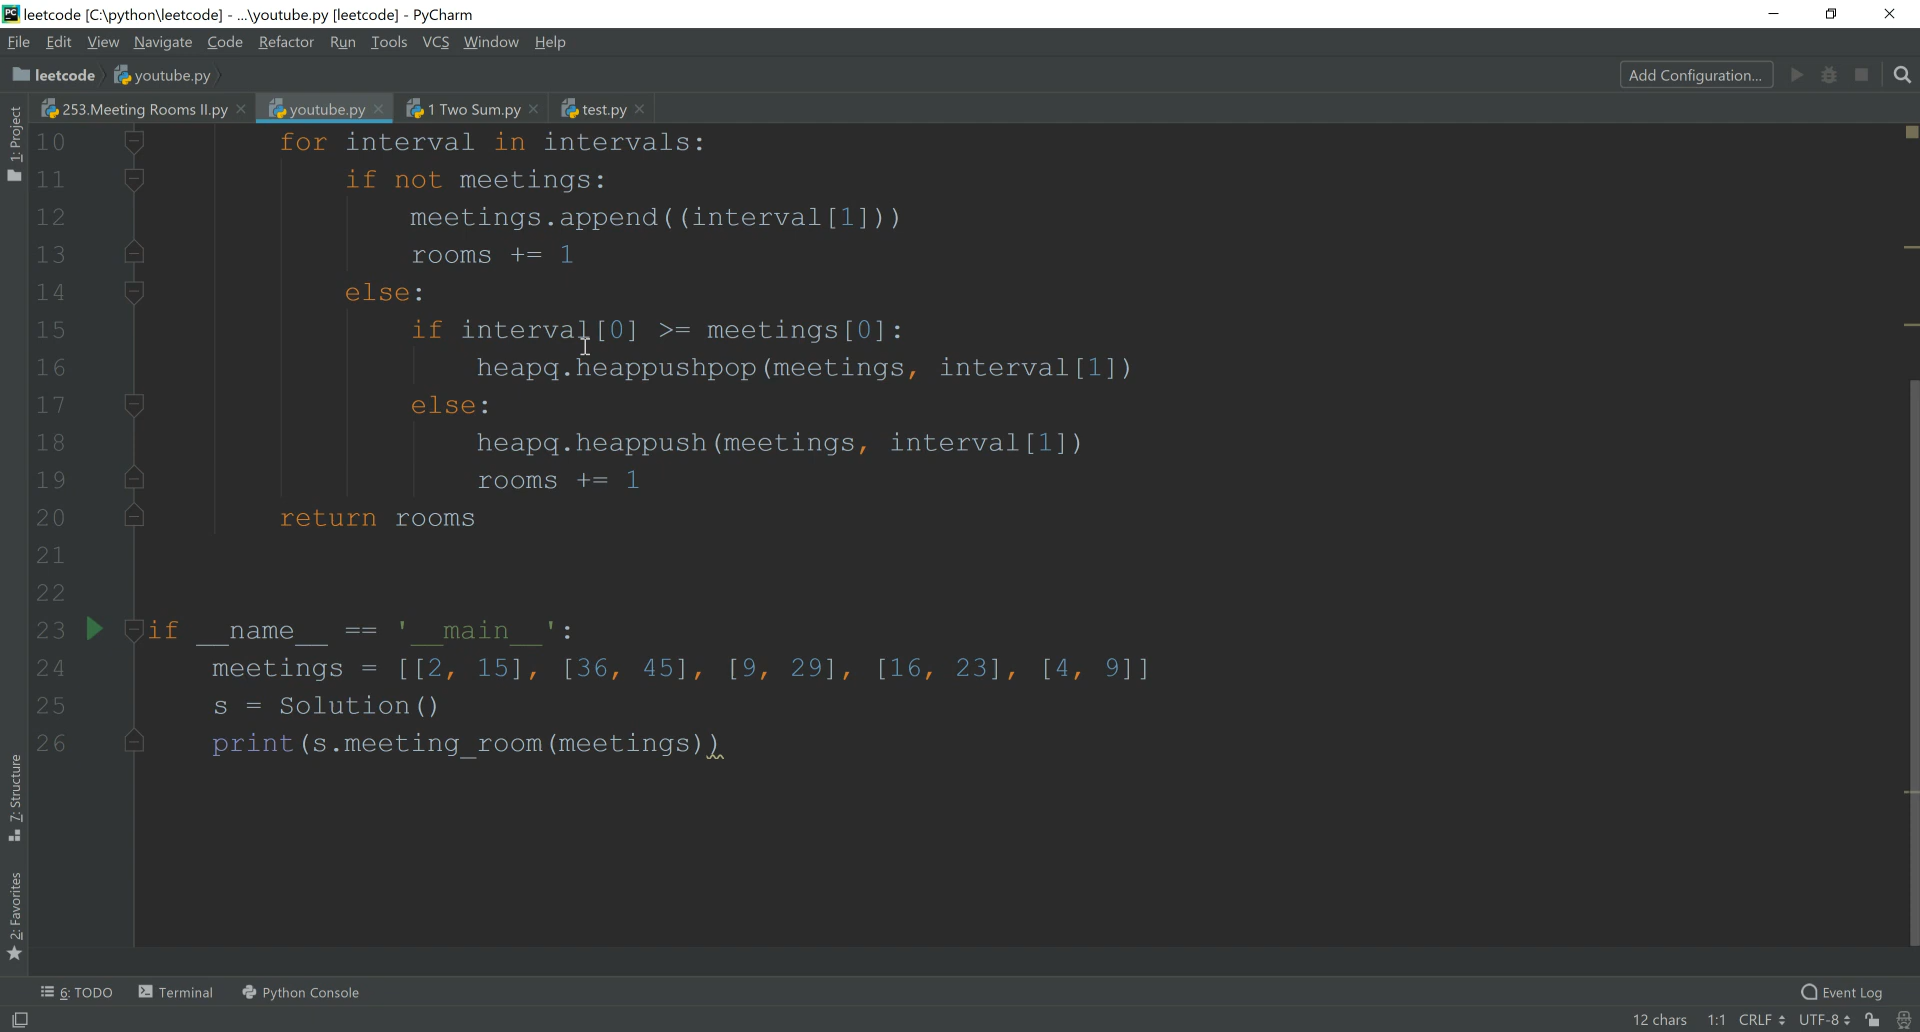 leetcode [C:\python\leetcode] - ...\youtube.py [leetcode] - PyCharm
File Edit View Navigate Code Refactor Run Tools VCS Window Help
leetcode youtube.py Add Configuration...
253.Meeting Rooms II.py youtube.py 1 Two Sum.py test.py
1: Project
10 for interval in intervals:
11 if not meetings:
12 meetings.append((interval[1]))
13 rooms += 1
14 else:
15 if interval[0] >= meetings[0]:
16 heapq.heappushpop(meetings, interval[1])
17 else:
18 heapq.heappush(meetings, interval[1])
19 rooms += 1
20 return rooms
21
22
23 if __name__ == '__main__':
24 meetings = [[2, 15], [36, 45], [9, 29], [16, 23], [4, 9]]
25 s = Solution()
26 print(s.meeting_room(meetings))
7: Structure
2: Favorites
6: TODO Terminal Python Console Event Log
12 chars 1:1 CRLF UTF-8